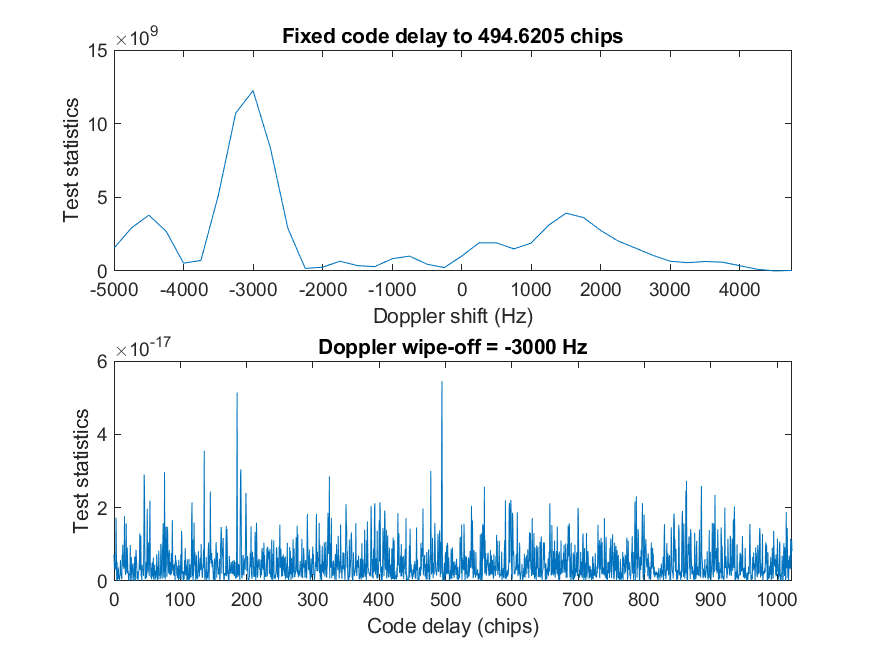 Fixed code delay to 494.6205 chips
×10^9
15
10
5
0
Test statistics
-5000 -4000 -3000 -2000 -1000 0 1000 2000 3000 4000
Doppler shift (Hz)
Doppler wipe-off = -3000 Hz
×10^-17
6
4
2
0
Test statistics
0 100 200 300 400 500 600 700 800 900 1000
Code delay (chips)